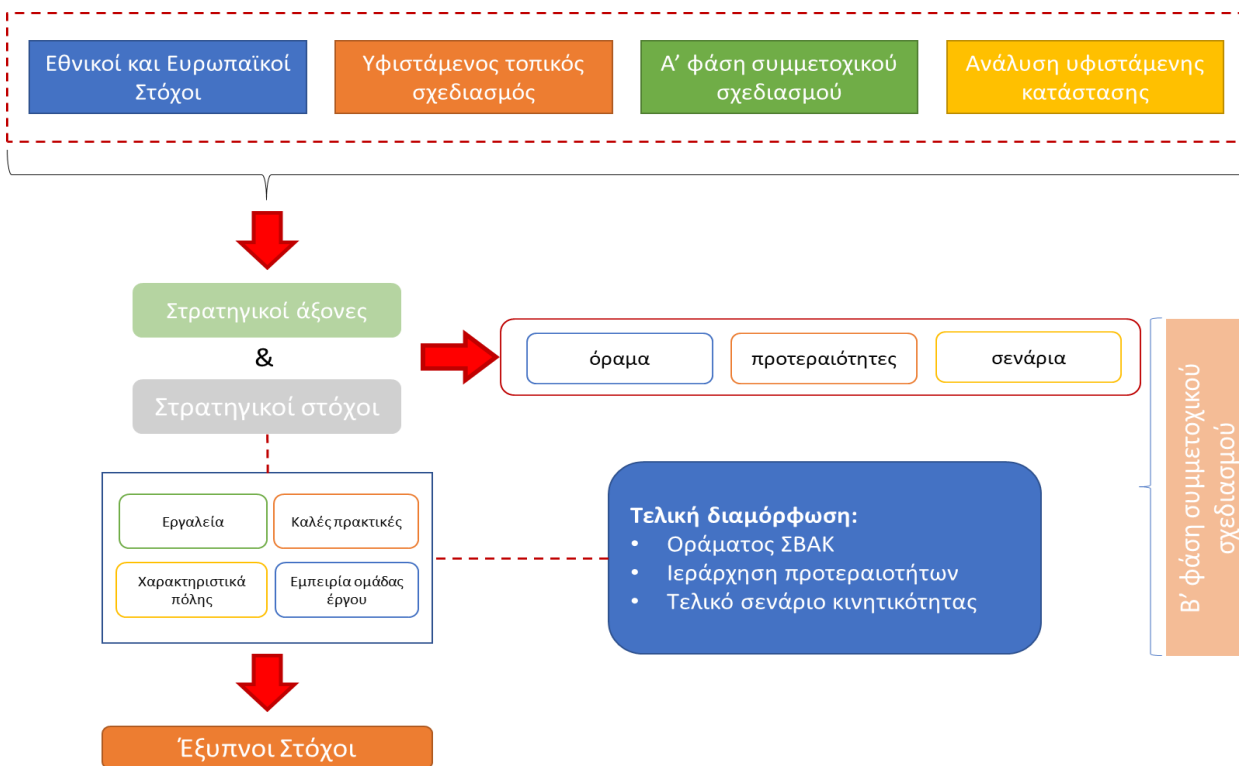 Εθνικοί και Ευρωπαϊκοί
Στόχοι
Υφιστάμενος τοπικός
σχεδιασμός
Α' φάση συμμετοχικού
σχεδιασμού
Ανάλυση υφιστάμενης
κατάστασης
Στρατηγικοί άξονες
&
Στρατηγικοί στόχοι
όραμα
προτεραιότητες
σενάρια
Εργαλεία
Καλές πρακτικές
Χαρακτηριστικά
πόλης
Εμπειρία ομάδας
έργου
Τελική διαμόρφωση:
• Οράματος ΣΒΑΚ
• Ιεράρχηση προτεραιοτήτων
• Τελικό σενάριο κινητικότητας
Β' φάση συμμετοχικού
σχεδιασμού
Έξυπνοι Στόχοι